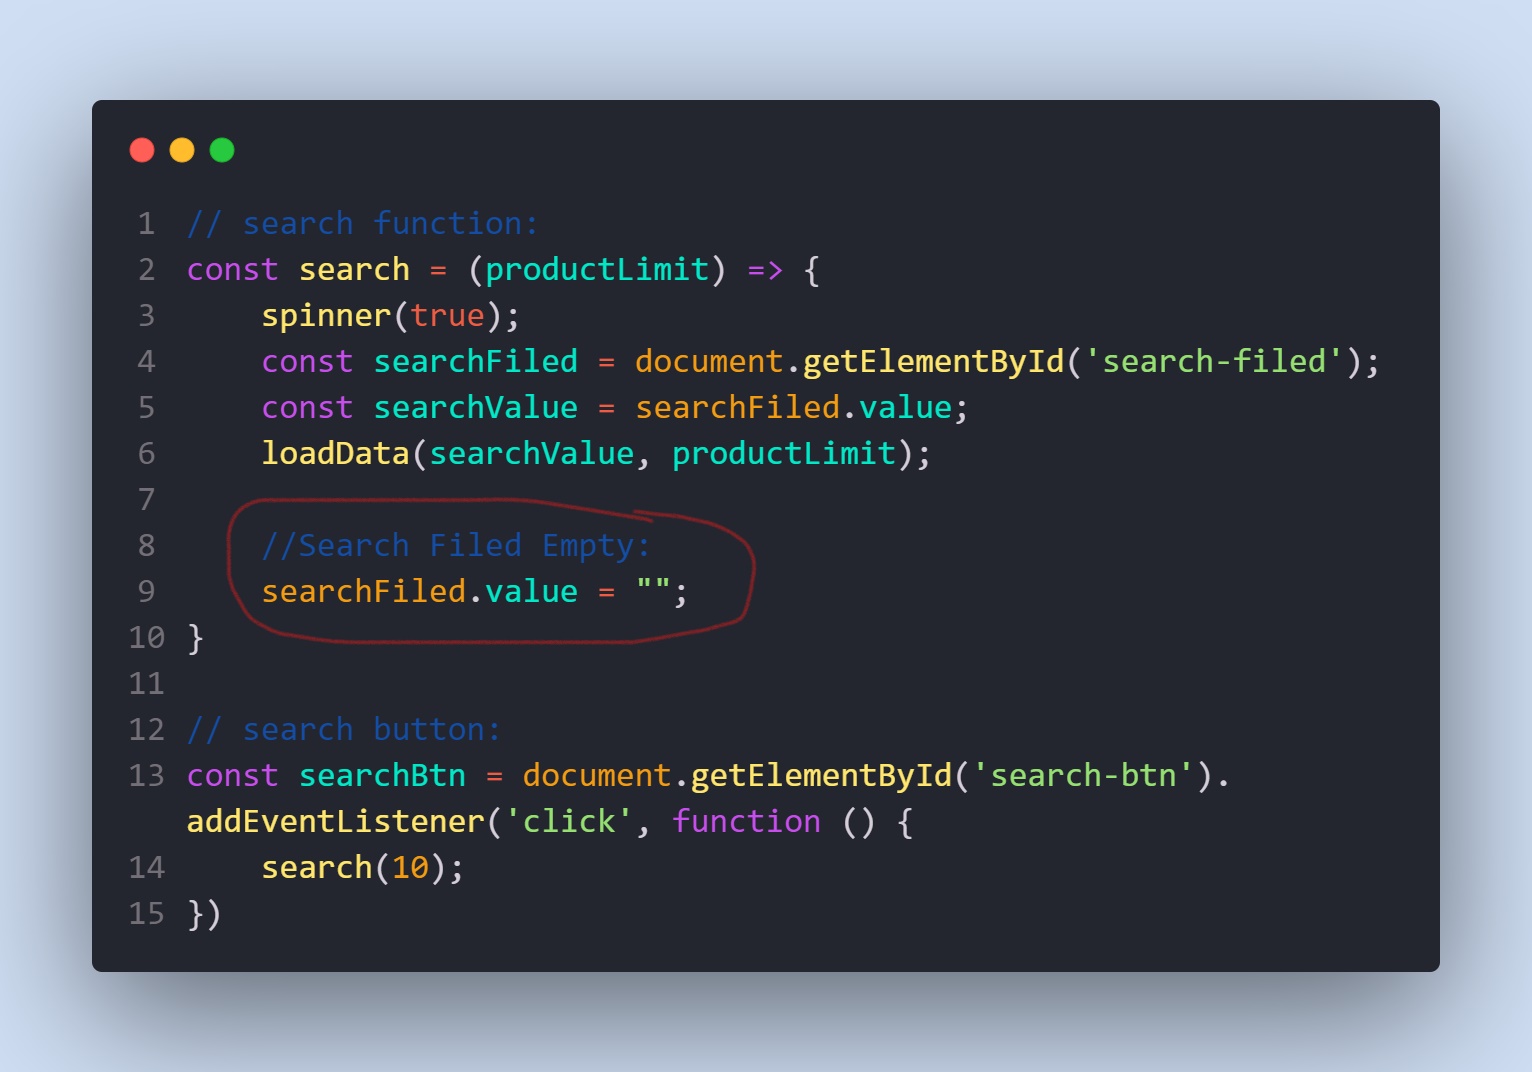 1 // search function:
2 const search = (productLimit) => {
3     spinner(true);
4     const searchFiled = document.getElementById('search-filed');
5     const searchValue = searchFiled.value;
6     loadData(searchValue, productLimit);
7
8     //Search Filed Empty:
9     searchFiled.value = "";
10 }
11
12 // search button:
13 const searchBtn = document.getElementById('search-btn').
addEventListener('click', function () {
14     search(10);
15 })